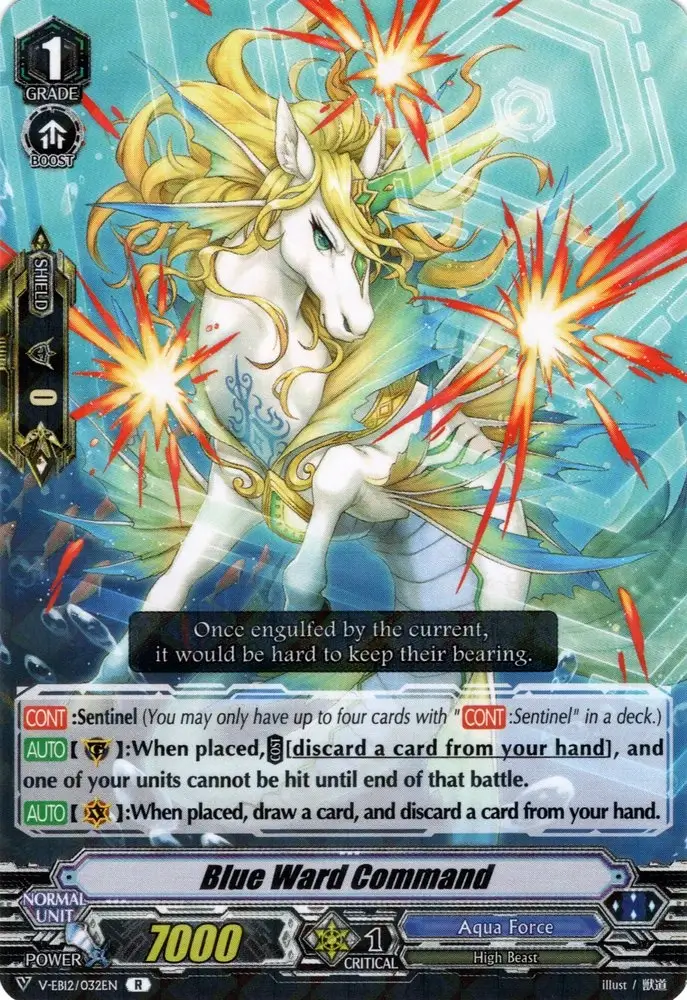 1
GRADE
BOOST
SHIELD
0
Once engulfed by the current,
it would be hard to keep their bearing.
CONT :Sentinel (You may only have up to four cards with "CONT:Sentinel" in a deck.)
AUTO【G】:When placed, COST[discard a card from your hand], and
one of your units cannot be hit until end of that battle.
AUTO【V】:When placed, draw a card, and discard a card from your hand.
Blue Ward Command
NORMAL
UNIT
POWER
7000
1
CRITICAL
Aqua Force
High Beast
V-EB12/032EN R
illust / 獣道